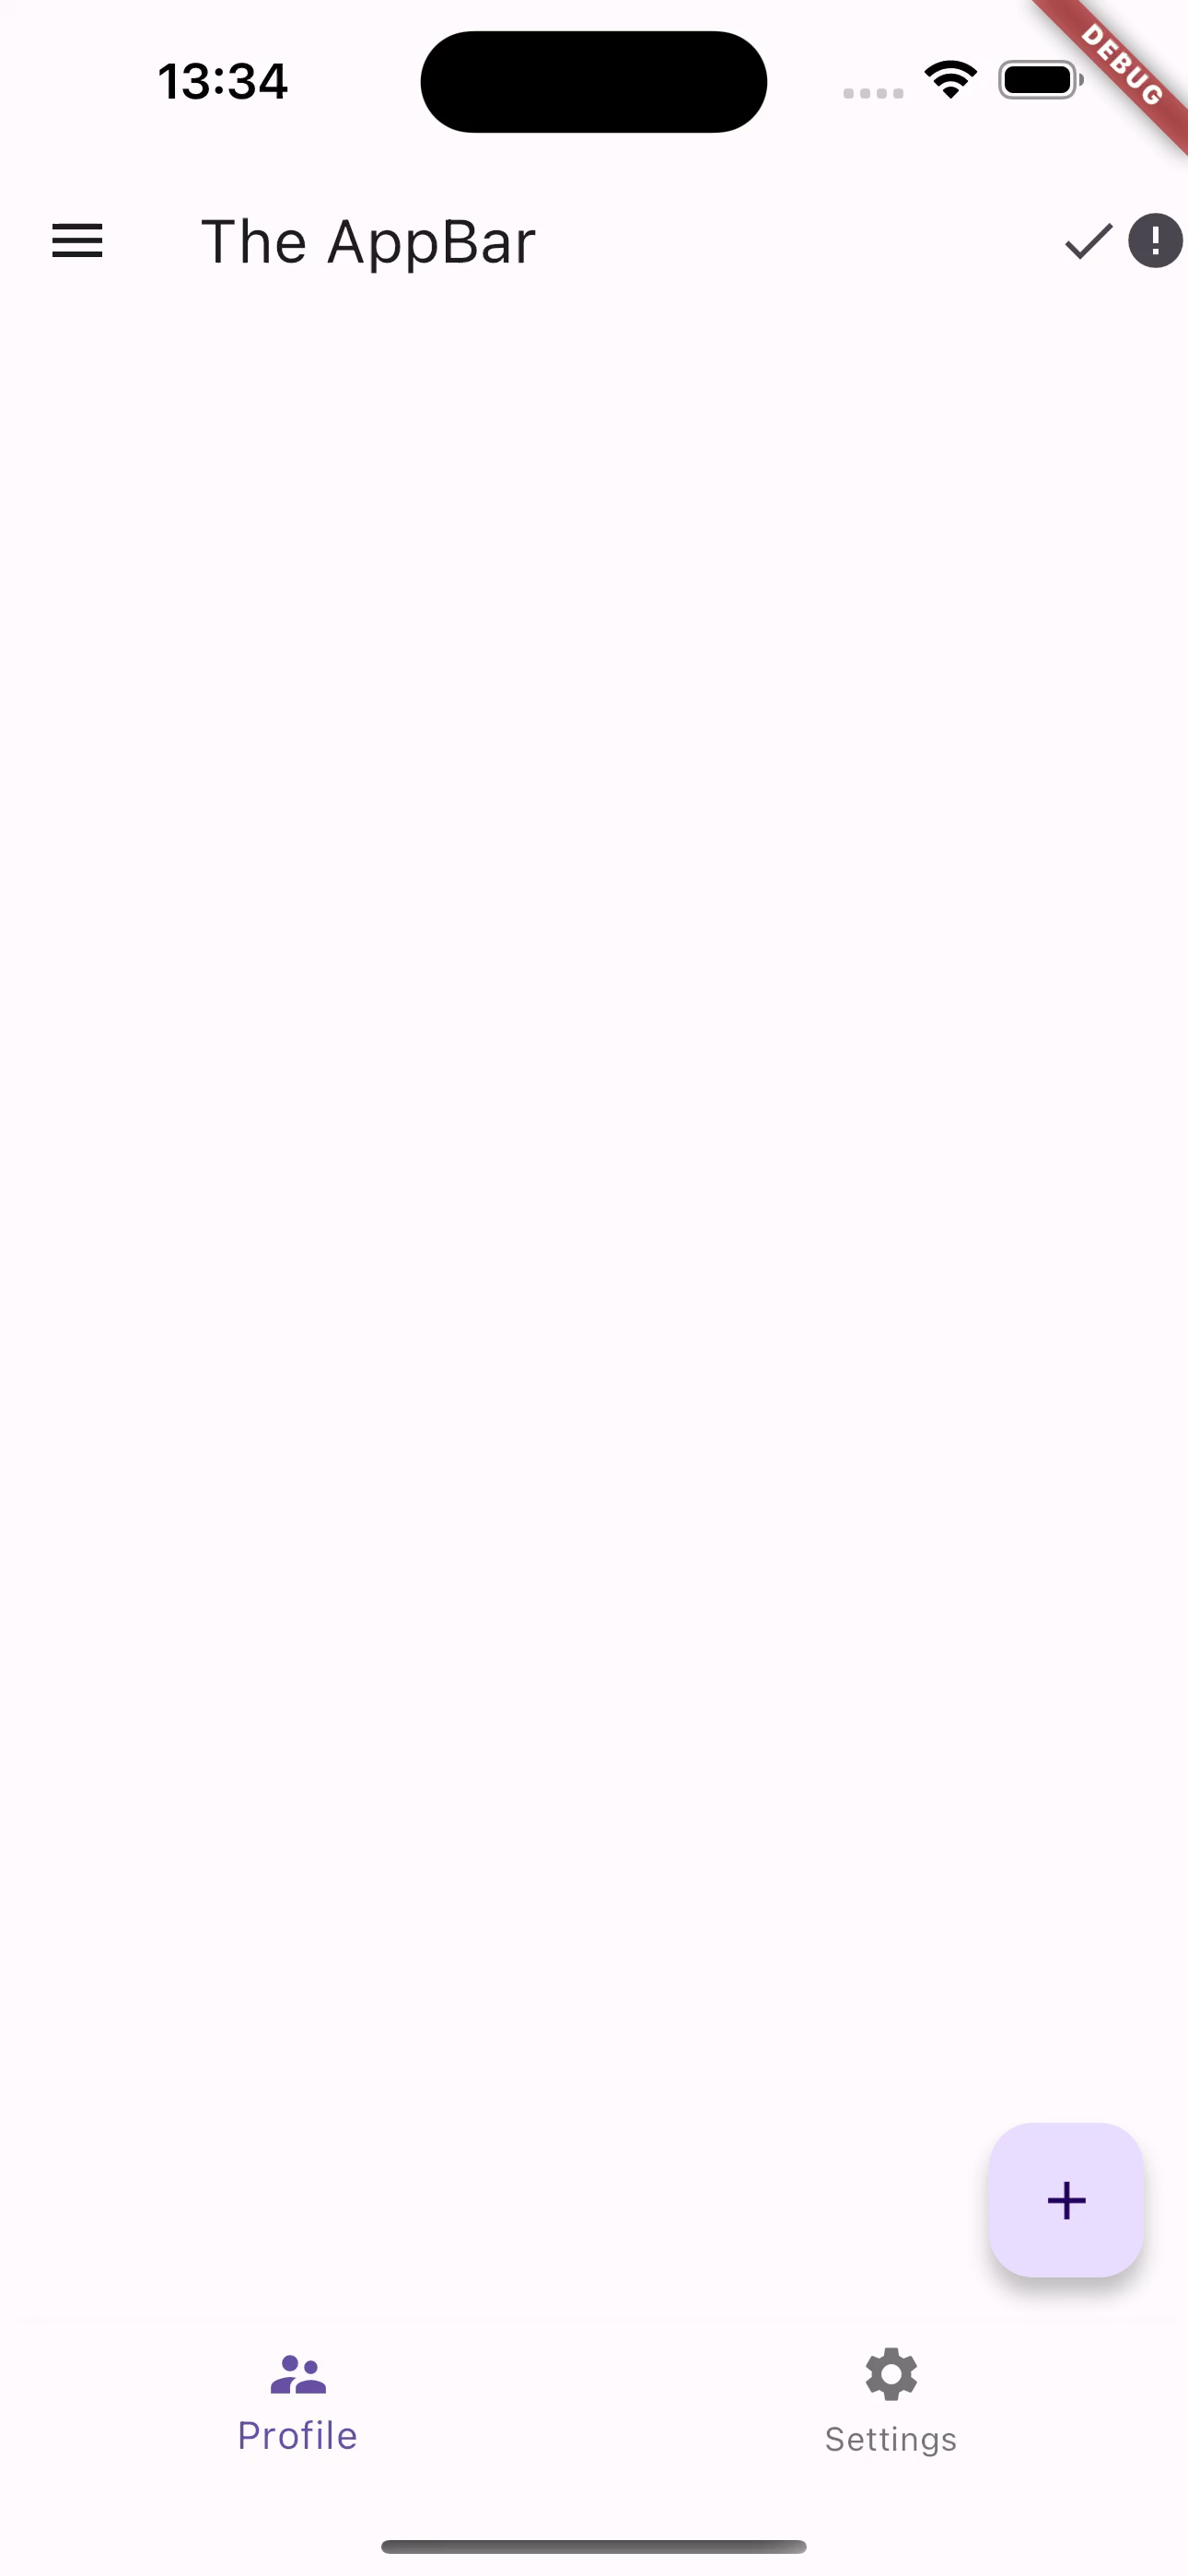 13:34
DEBUG
The AppBar
Profile
Settings